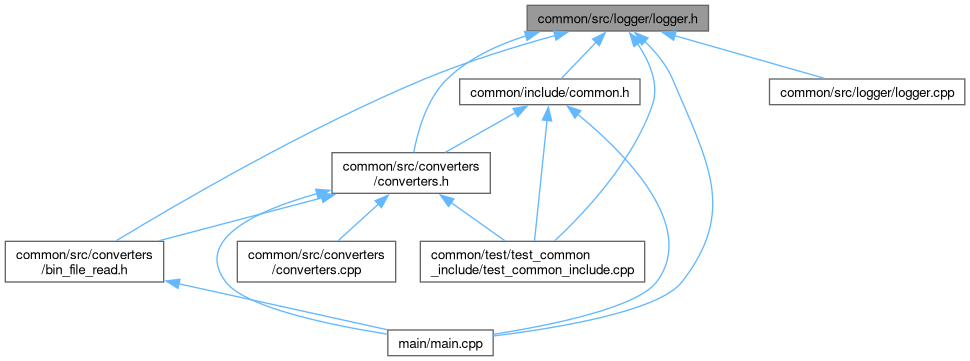 common/src/logger/logger.h
common/include/common.h
common/src/logger/logger.cpp
common/src/converters
/converters.h
common/src/converters
/bin_file_read.h
common/src/converters
/converters.cpp
common/test/test_common
_include/test_common_include.cpp
main/main.cpp